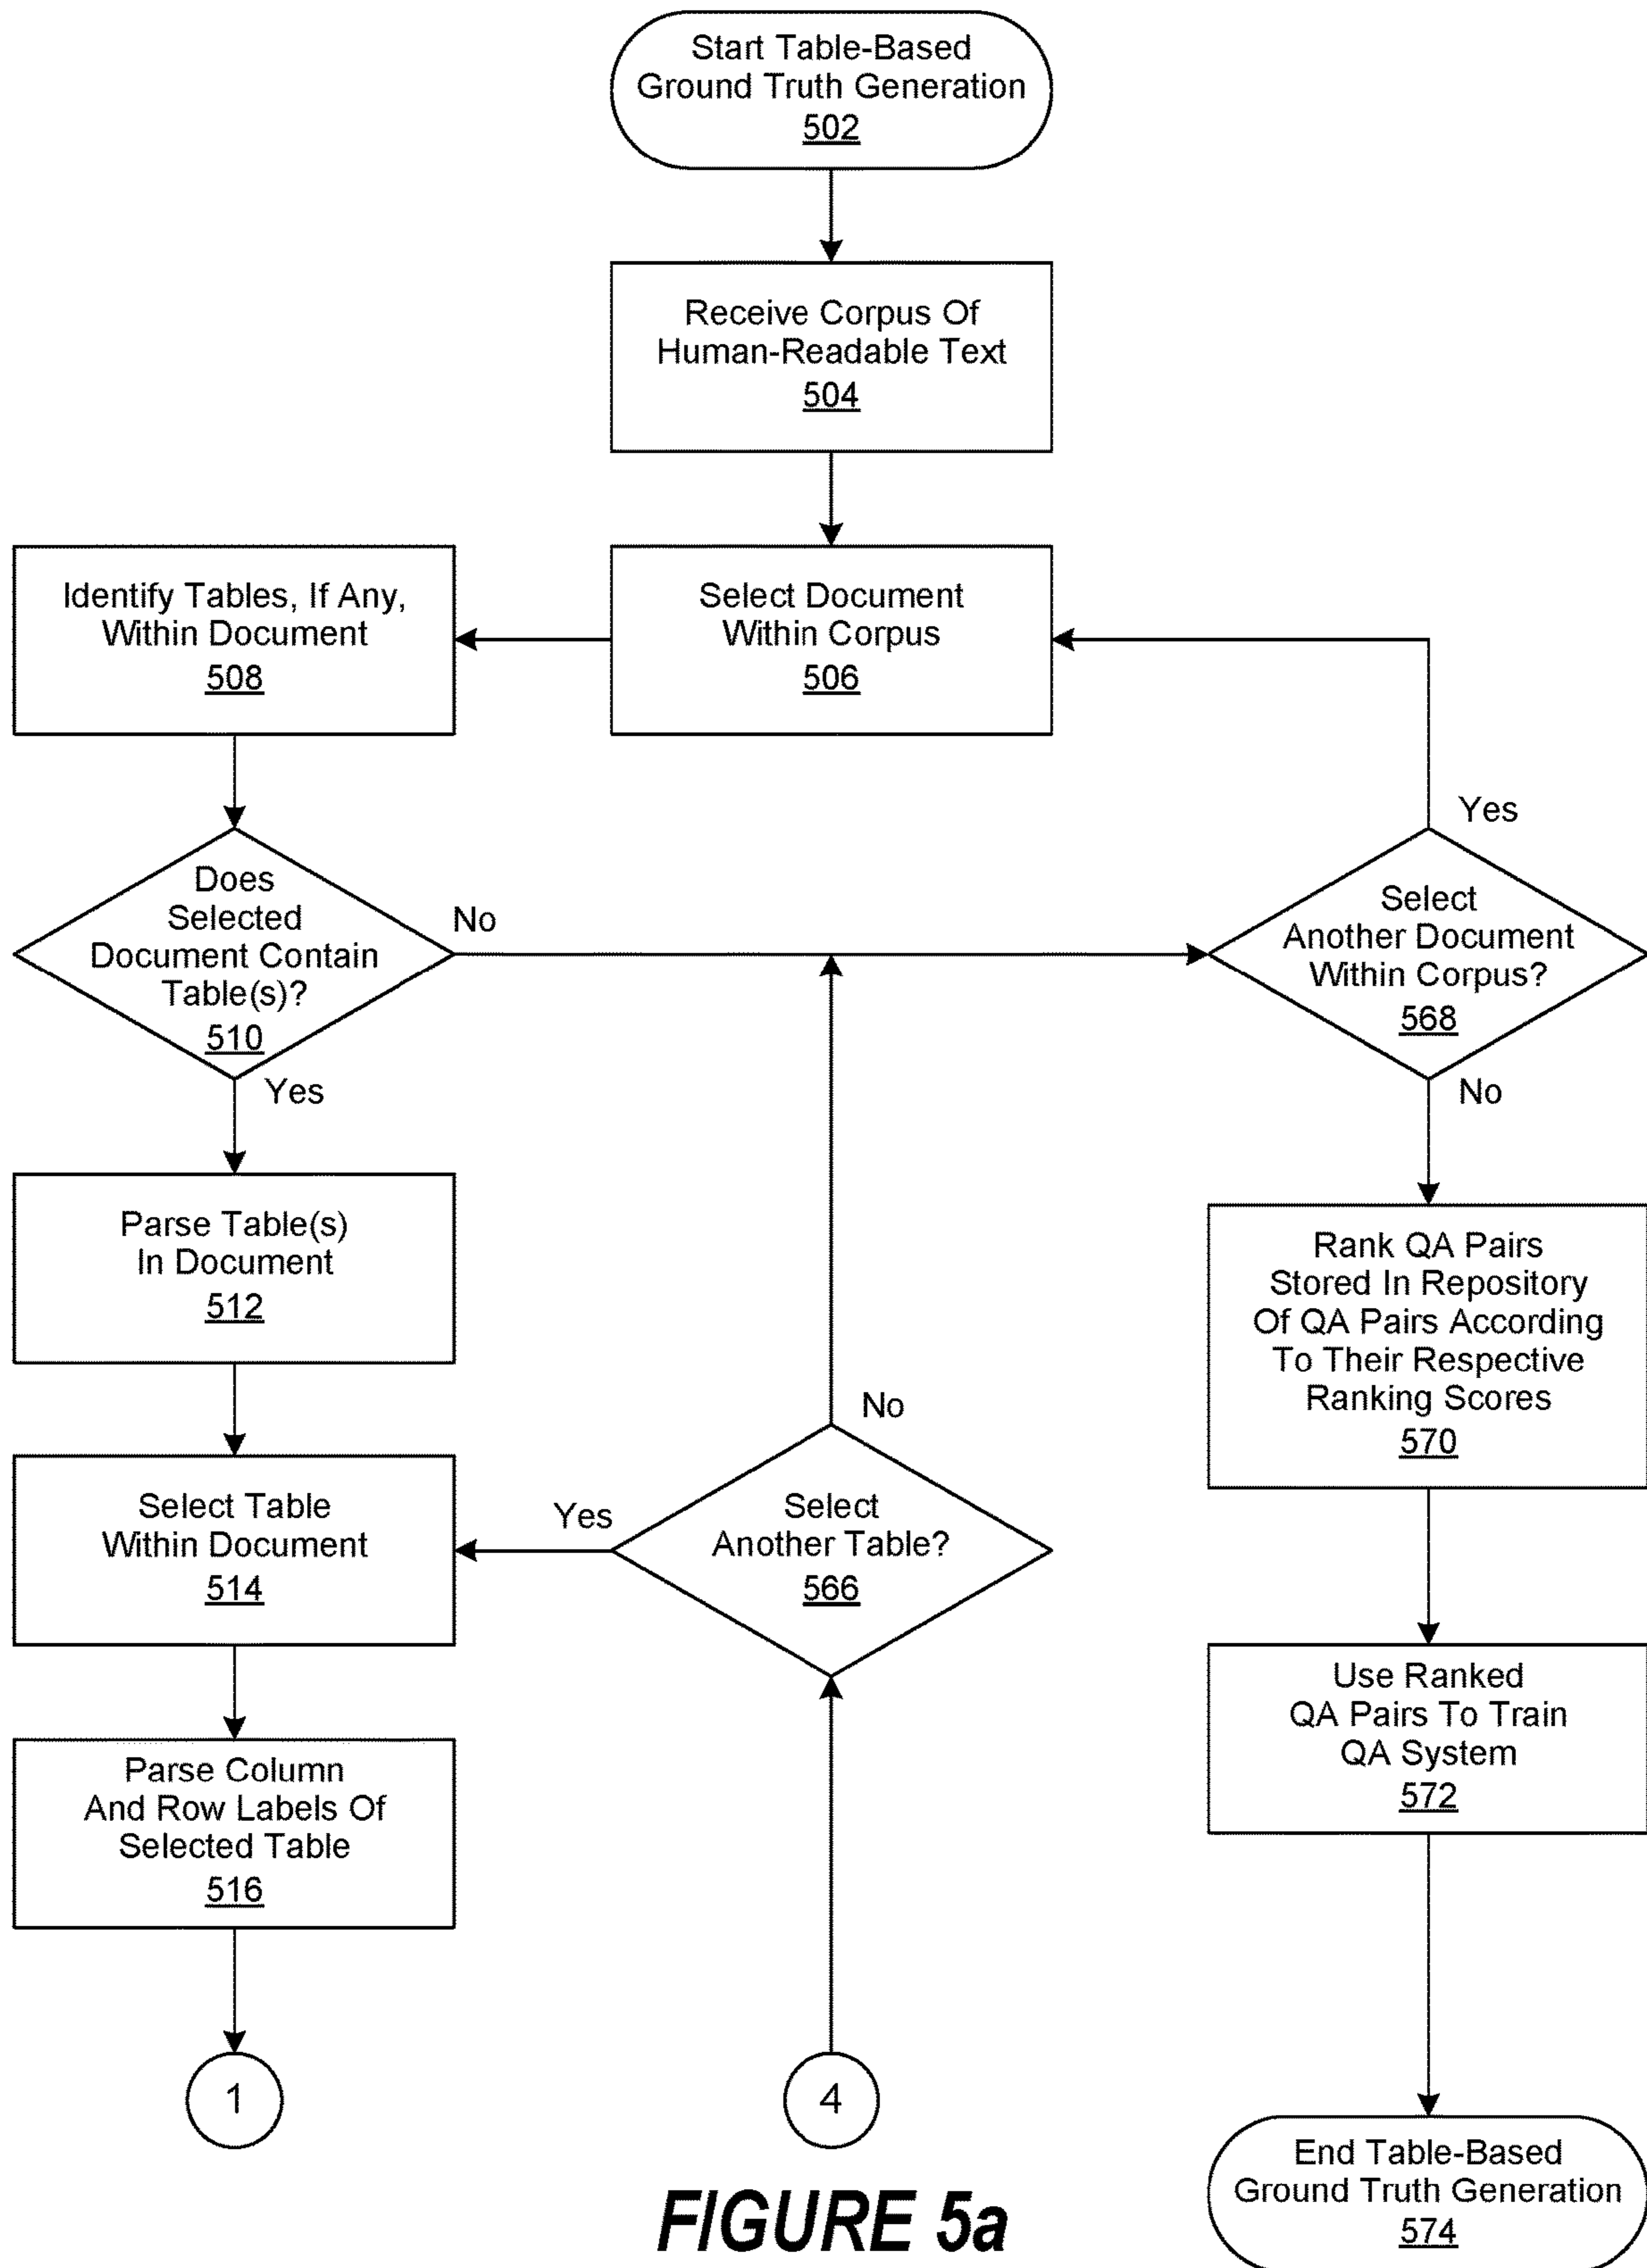 Start Table-Based
Ground Truth Generation
502
Receive Corpus Of
Human-Readable Text
504
Identify Tables, If Any,
Within Document
508
Select Document
Within Corpus
506
Does
Selected
Document Contain
Table(s)?
510
No
Yes
Yes
Select
Another Document
Within Corpus?
568
No
Parse Table(s)
In Document
512
Rank QA Pairs
Stored In Repository
Of QA Pairs According
To Their Respective
Ranking Scores
570
Select Table
Within Document
514
Yes
No
Select
Another Table?
566
Use Ranked
QA Pairs To Train
QA System
572
Parse Column
And Row Labels Of
Selected Table
516
1
4
End Table-Based
Ground Truth Generation
574
FIGURE 5a